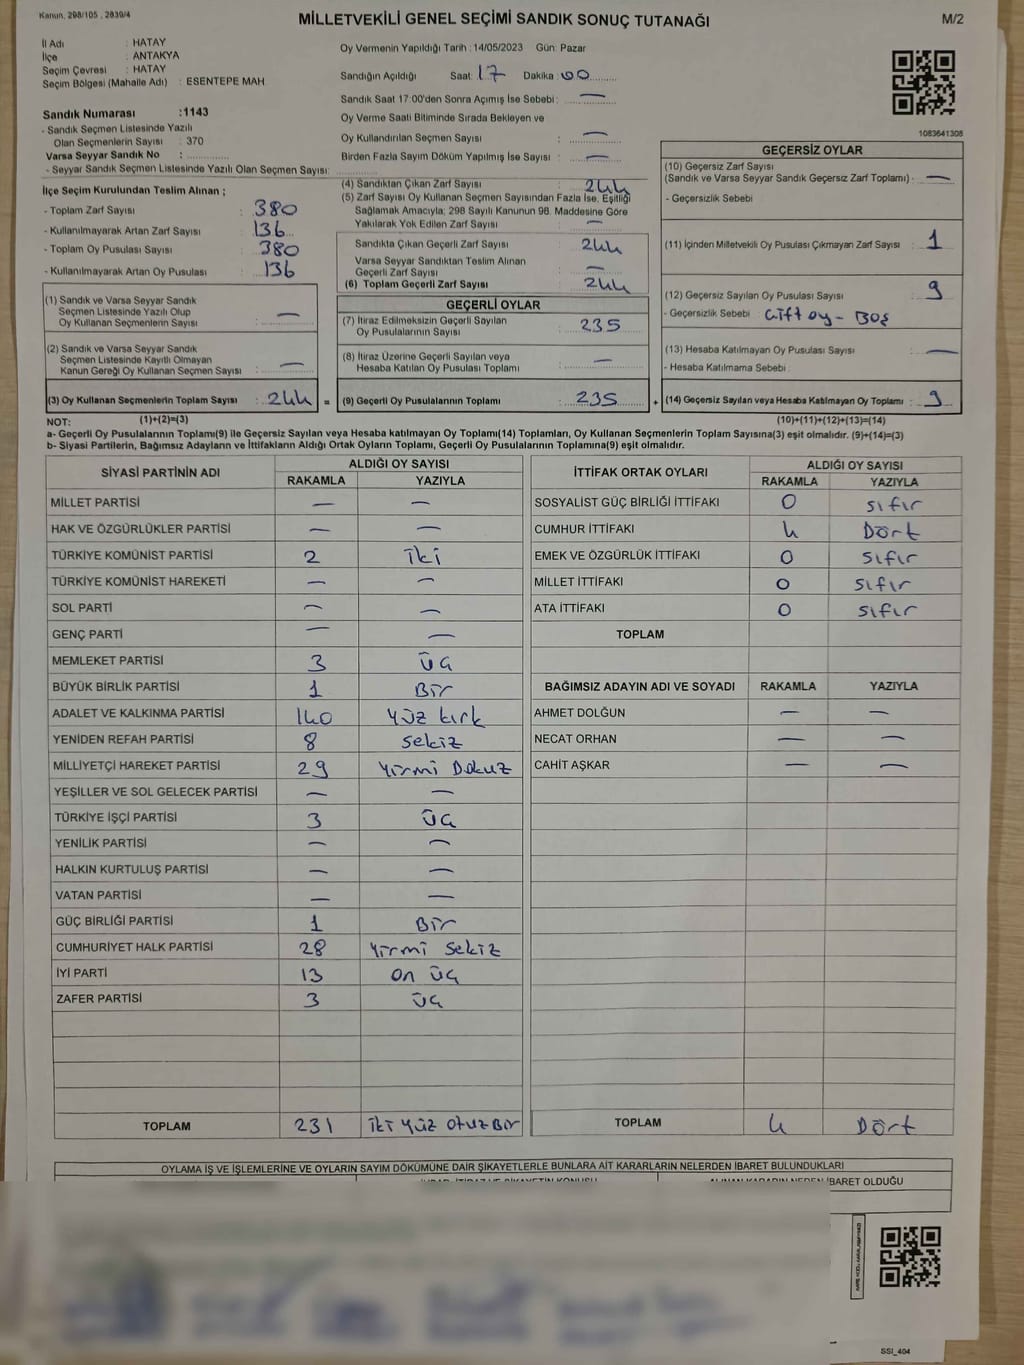 Kanun. 298/105 , 2839/4
MİLLETVEKİLİ GENEL SEÇİMİ SANDIK SONUÇ TUTANAĞI
M/2
İl Adı : HATAY
İlçe : ANTAKYA
Seçim Çevresi : HATAY
Seçim Bölgesi (Mahalle Adı) : ESENTEPE MAH.
Sandık Numarası :1143
- Sandık Seçmen Listesinde Yazılı
Olan Seçmenlerin Sayısı : 370
Varsa Seyyar Sandık No :
- Seyyar Sandık Seçmen Listesinde Yazılı Olan Seçmen Sayısı:
Oy Vermenin Yapıldığı Tarih : 14/05/2023 Gün: Pazar
Sandığın Açıldığı Saat: 17 Dakika: 00
Sandık Saat 17:00'den Sonra Açımış İse Sebebi : —
Oy Verme Saati Bitiminde Sırada Bekleyen ve
Oy Kullandırılan Seçmen Sayısı : —
Birden Fazla Sayım Döküm Yapılmış İse Sayısı : —
1083641308
İlçe Seçim Kurulundan Teslim Alınan ;
- Toplam Zarf Sayısı : 380
- Kullanılmayarak Artan Zarf Sayısı : 136
- Toplam Oy Pusulası Sayısı : 380
- Kullanılmayarak Artan Oy Pusulası : 136
(4) Sandıktan Çıkan Zarf Sayısı : 244
(5) Zarf Sayısı Oy Kullanan Seçmen Sayısından Fazla İse, Eşitliği
Sağlamak Amacıyla; 298 Sayılı Kanunun 98. Maddesine Göre
Yakılarak Yok Edilen Zarf Sayısı : —
Sandıkta Çıkan Geçerli Zarf Sayısı : 244
Varsa Seyyar Sandıktan Teslim Alınan
Geçerli Zarf Sayısı : —
(6) Toplam Geçerli Zarf Sayısı : 244
GEÇERSİZ OYLAR
(10) Geçersiz Zarf Sayısı
(Sandık ve Varsa Seyyar Sandık Geçersiz Zarf Toplamı) : —
- Geçersizlik Sebebi
(11) İçinden Milletvekili Oy Pusulası Çıkmayan Zarf Sayısı : 1
(12) Geçersiz Sayılan Oy Pusulası Sayısı : 9
- Geçersizlik Sebebi Çift oy - Boş
(13) Hesaba Katılmayan Oy Pusulası Sayısı : —
- Hesaba Katılmama Sebebi :
(1) Sandık ve Varsa Seyyar Sandık
Seçmen Listesinde Yazılı Olup
Oy Kullanan Seçmenlerin Sayısı : —
(2) Sandık ve Varsa Seyyar Sandık
Seçmen Listesinde Kayıtlı Olmayan
Kanun Gereği Oy Kullanan Seçmen Sayısı : —
GEÇERLİ OYLAR
(7) İtiraz Edilmeksizin Geçerli Sayılan
Oy Pusulalarının Sayısı : 235
(8) İtiraz Üzerine Geçerli Sayılan veya
Hesaba Katılan Oy Pusulası Toplamı : —
(3) Oy Kullanan Seçmenlerin Toplam Sayısı : 244 = (9) Geçerli Oy Pusulalarının Toplamı : 235 + (14) Geçersiz Sayılan veya Hesaba Katılmayan Oy Toplamı : 9
NOT: (1)+(2)=(3) (10)+(11)+(12)+(13)=(14)
a- Geçerli Oy Pusulalarının Toplamı(9) ile Geçersiz Sayılan veya Hesaba katılmayan Oy Toplamı(14) Toplamları, Oy Kullanan Seçmenlerin Toplam Sayısına(3) eşit olmalıdır. (9)+(14)=(3)
b- Siyasi Partilerin, Bağımsız Adayların ve İttifakların Aldığı Ortak Oyların Toplamı, Geçerli Oy Pusulalarının Toplamına(9) eşit olmalıdır.
SİYASİ PARTİNİN ADI ALDIĞI OY SAYISI
RAKAMLA YAZIYLA
MİLLET PARTİSİ — —
HAK VE ÖZGÜRLÜKLER PARTİSİ — —
TÜRKİYE KOMÜNİST PARTİSİ 2 iki
TÜRKİYE KOMÜNİST HAREKETİ — —
SOL PARTİ — —
GENÇ PARTİ — —
MEMLEKET PARTİSİ 3 üç
BÜYÜK BİRLİK PARTİSİ 1 Bir
ADALET VE KALKINMA PARTİSİ 140 Yüz kırk
YENİDEN REFAH PARTİSİ 8 sekiz
MİLLİYETÇİ HAREKET PARTİSİ 29 Yirmi Dokuz
YEŞİLLER VE SOL GELECEK PARTİSİ — —
TÜRKİYE İŞÇİ PARTİSİ 3 üç
YENİLİK PARTİSİ — —
HALKIN KURTULUŞ PARTİSİ — —
VATAN PARTİSİ — —
GÜÇ BİRLİĞİ PARTİSİ 1 Bir
CUMHURİYET HALK PARTİSİ 28 Yirmi sekiz
İYİ PARTİ 13 on üç
ZAFER PARTİSİ 3 üç
TOPLAM 231 iki yüz otuz Bir
İTTİFAK ORTAK OYLARI ALDIĞI OY SAYISI
RAKAMLA YAZIYLA
SOSYALİST GÜÇ BİRLİĞİ İTTİFAKI 0 sıfır
CUMHUR İTTİFAKI 4 Dört
EMEK VE ÖZGÜRLÜK İTTİFAKI 0 sıfır
MİLLET İTTİFAKI 0 sıfır
ATA İTTİFAKI 0 sıfır
TOPLAM
BAĞIMSIZ ADAYIN ADI VE SOYADI RAKAMLA YAZIYLA
AHMET DOLĞUN — —
NECAT ORHAN — —
CAHİT AŞKAR — —
TOPLAM 4 Dört
OYLAMA İŞ VE İŞLEMLERİNE VE OYLARIN SAYIM DÖKÜMÜNE DAİR ŞİKAYETLERLE BUNLARA AİT KARARLARIN NELERDEN İBARET BULUNDUKLARI
İBARET OLDUĞU
SSI_404